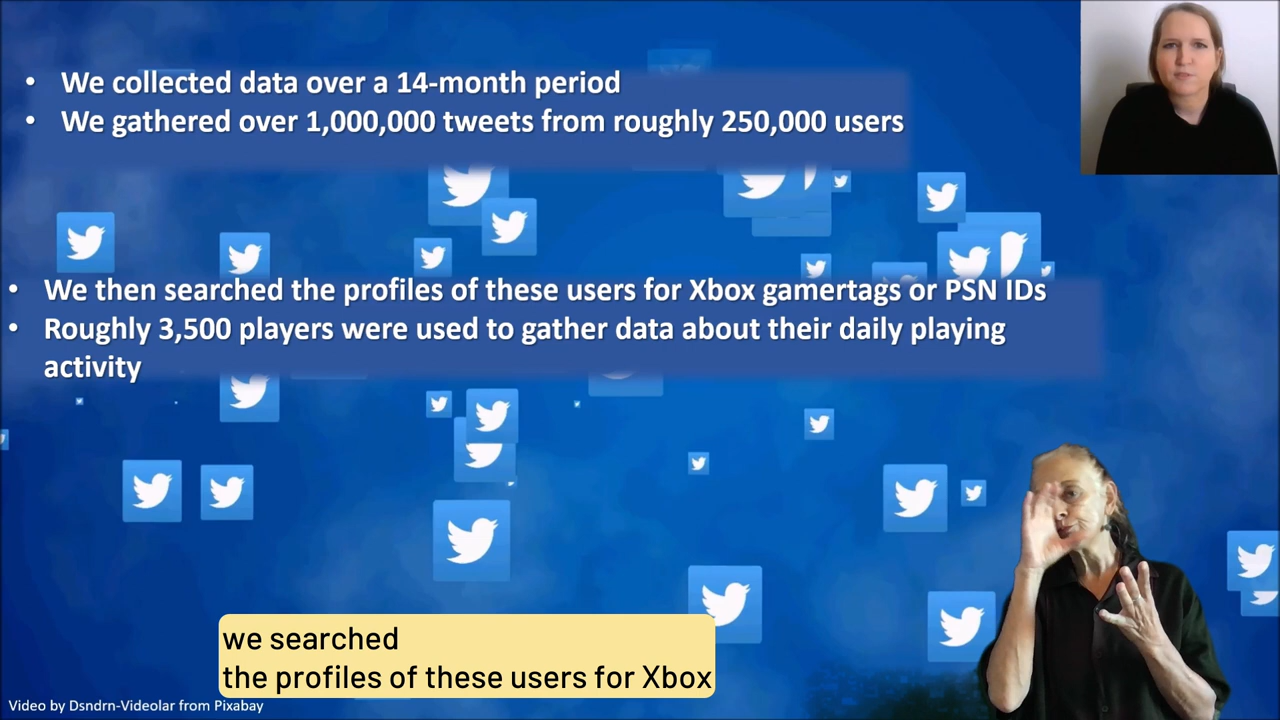 • We collected data over a 14-month period
• We gathered over 1,000,000 tweets from roughly 250,000 users
• We then searched the profiles of these users for Xbox gamertags or PSN IDs
• Roughly 3,500 players were used to gather data about their daily playing
activity
we searched
the profiles of these users for Xbox
Video by Dsndrn-Videolar from Pixabay